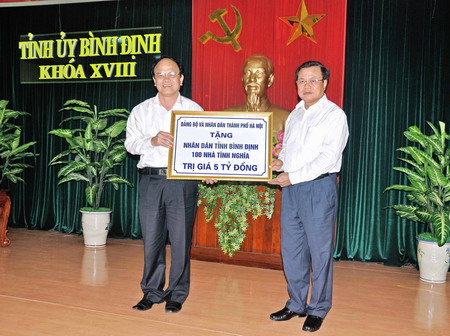 TỈNH ỦY BÌNH ĐỊNH
KHÓA XVIII
ĐẢNG BỘ VÀ NHÂN DÂN THÀNH PHỐ HÀ NỘI
TẶNG
NHÂN DÂN TỈNH BÌNH ĐỊNH
100 NHÀ TÌNH NGHĨA
TRỊ GIÁ 5 TỶ ĐỒNG